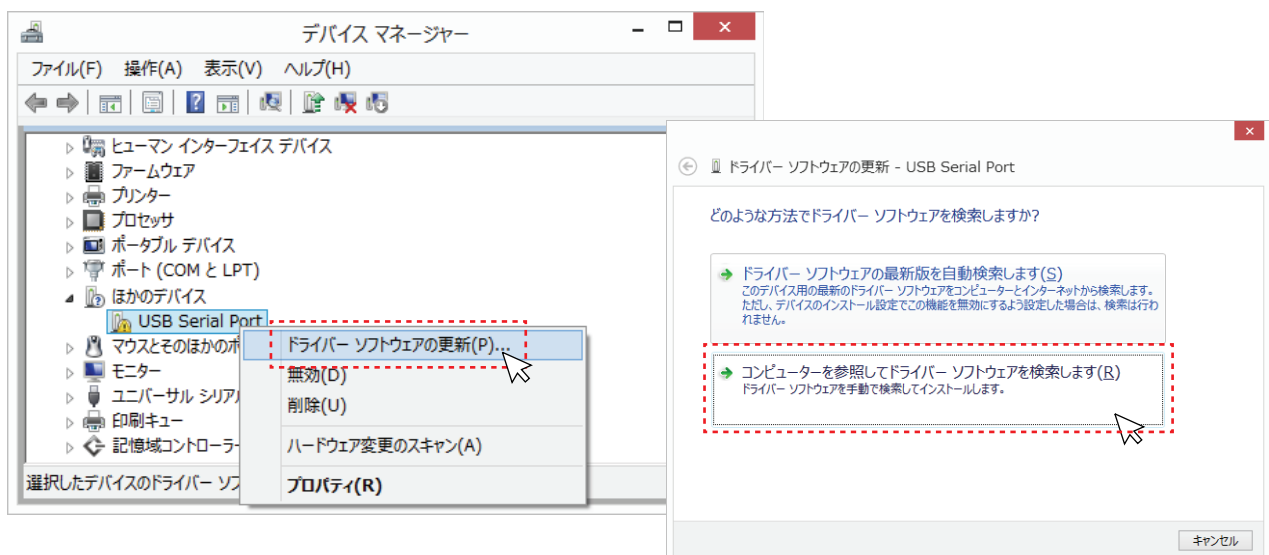 デバイス マネージャー
ファイル(F) 操作(A) 表示(V) ヘルプ(H)
ヒューマン インターフェイス デバイス
ファームウェア
プリンター
プロセッサ
ポータブル デバイス
ポート (COM と LPT)
ほかのデバイス
USB Serial Port
マウスとそのほかのポ
モニター
ユニバーサル シリアル
印刷キュー
記憶域コントローラー
選択したデバイスのドライバー ソフ
ドライバー ソフトウェアの更新(P)...
無効(D)
削除(U)
ハードウェア変更のスキャン(A)
プロパティ(R)
ドライバー ソフトウェアの更新 - USB Serial Port
どのような方法でドライバー ソフトウェアを検索しますか?
ドライバー ソフトウェアの最新版を自動検索します(S)
このデバイス用の最新のドライバー ソフトウェアをコンピューターとインターネットから検索します。
ただし、デバイスのインストール設定でこの機能を無効にするよう設定した場合は、検索は行わ
れません。
コンピューターを参照してドライバー ソフトウェアを検索します(R)
ドライバー ソフトウェアを手動で検索してインストールします。
キャンセル